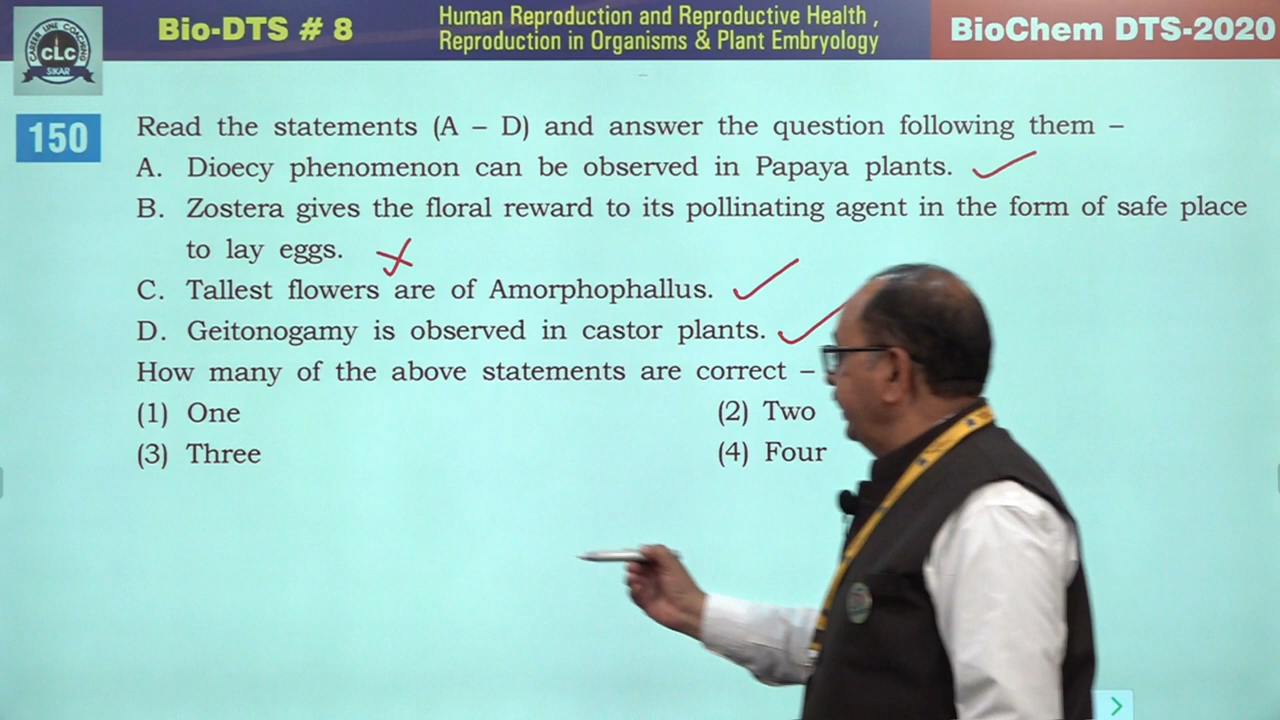 Bio-DTS # 8
Human Reproduction and Reproductive Health ,
Reproduction in Organisms & Plant Embryology
BioChem DTS-2020
CAREER LINE COACHING
CLC
SIKAR
150
Read the statements (A – D) and answer the question following them –
A. Dioecy phenomenon can be observed in Papaya plants.
B. Zostera gives the floral reward to its pollinating agent in the form of safe place
to lay eggs.
C. Tallest flowers are of Amorphophallus.
D. Geitonogamy is observed in castor plants.
How many of the above statements are correct –
(1) One
(2) Two
(3) Three
(4) Four